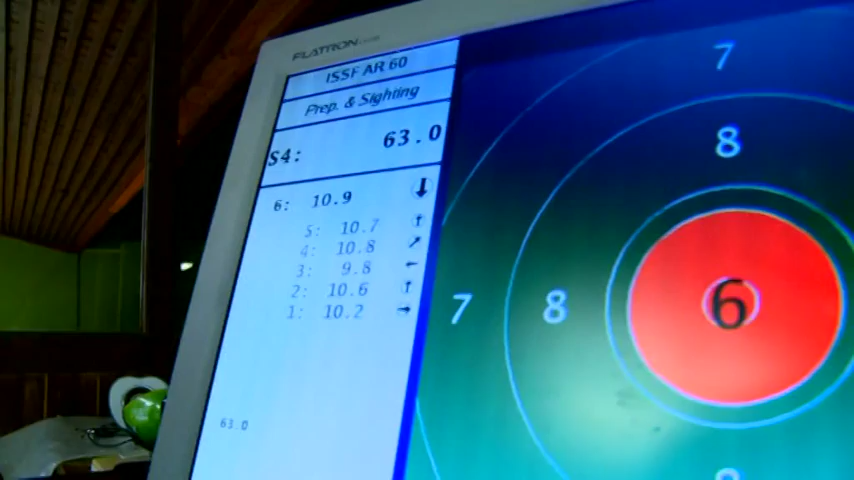 FLATRON
ISSF AR 60
Prep. & Sighting
S4: 63.0
6: 10.9
5: 10.7
4: 10.8
3: 9.8
2: 10.6
1: 10.2
63.0
7
8
7 8 6